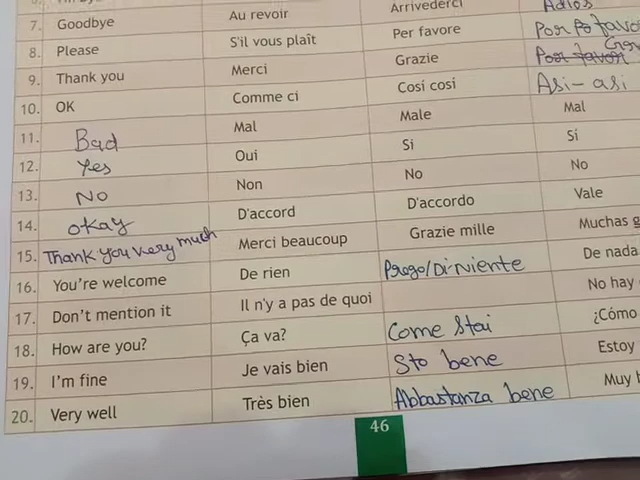 7. Goodbye Au revoir Arrivederci Adios
8. Please S'il vous plaît Per favore
9. Thank you Merci Grazie
10. OK Comme ci Cosí cosi Asi-asi
11. Bad Mal Male Mal
12. Yes Oui Si Sí
13. NO Non No No
14. Okay D'accord D'accordo Vale
15. Thank you very much Merci beaucoup Grazie mille Muchas
16. You're welcome De rien Prego/Di Niente De nada
17. Don't mention it Il n'y a pas de quoi No hay
18. How are you? Ça va? Come Stai ¿Cómo
19. I'm fine Je vais bien Sto bene Estoy
20. Very well Très bien Abbastanza bene Muy
46